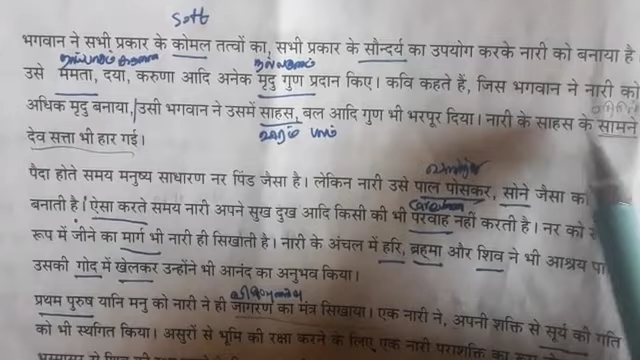 Soft
भगवान ने सभी प्रकार के कोमल तत्वों का, सभी प्रकार के सौन्दर्य का उपयोग करके नारी को बनाया है
उसे ममता, दया, करुणा आदि अनेक मृदु गुण प्रदान किए। कवि कहते हैं, जिस भगवान ने नारी को
अधिक मृदु बनाया, उसी भगवान ने उसमें साहस, बल आदि गुण भी भरपूर दिया। नारी के साहस के सामने
देव सत्ता भी हार गई।
पैदा होते समय मनुष्य साधारण नर पिंड जैसा है। लेकिन नारी उसे पाल पोसकर, सोने जैसा
बनाती है। ऐसा करते समय नारी अपने सुख दुख आदि किसी की भी परवाह नहीं करती है। नर को
रूप में जीने का मार्ग भी नारी ही सिखाती है। नारी के अंचल में हरि, ब्रहमा और शिव ने भी आश्रय
उसकी गोद में खेलकर उन्होंने भी आनंद का अनुभव किया।
प्रथम पुरुष यानि मनु को नारी ने ही जागरण का मंत्र सिखाया। एक नारी ने, अपनी शक्ति से सूर्य की गति
को भी स्थगित किया। असुरों से भूमि की रक्षा करने के लिए एक नारी पराशक्ति का